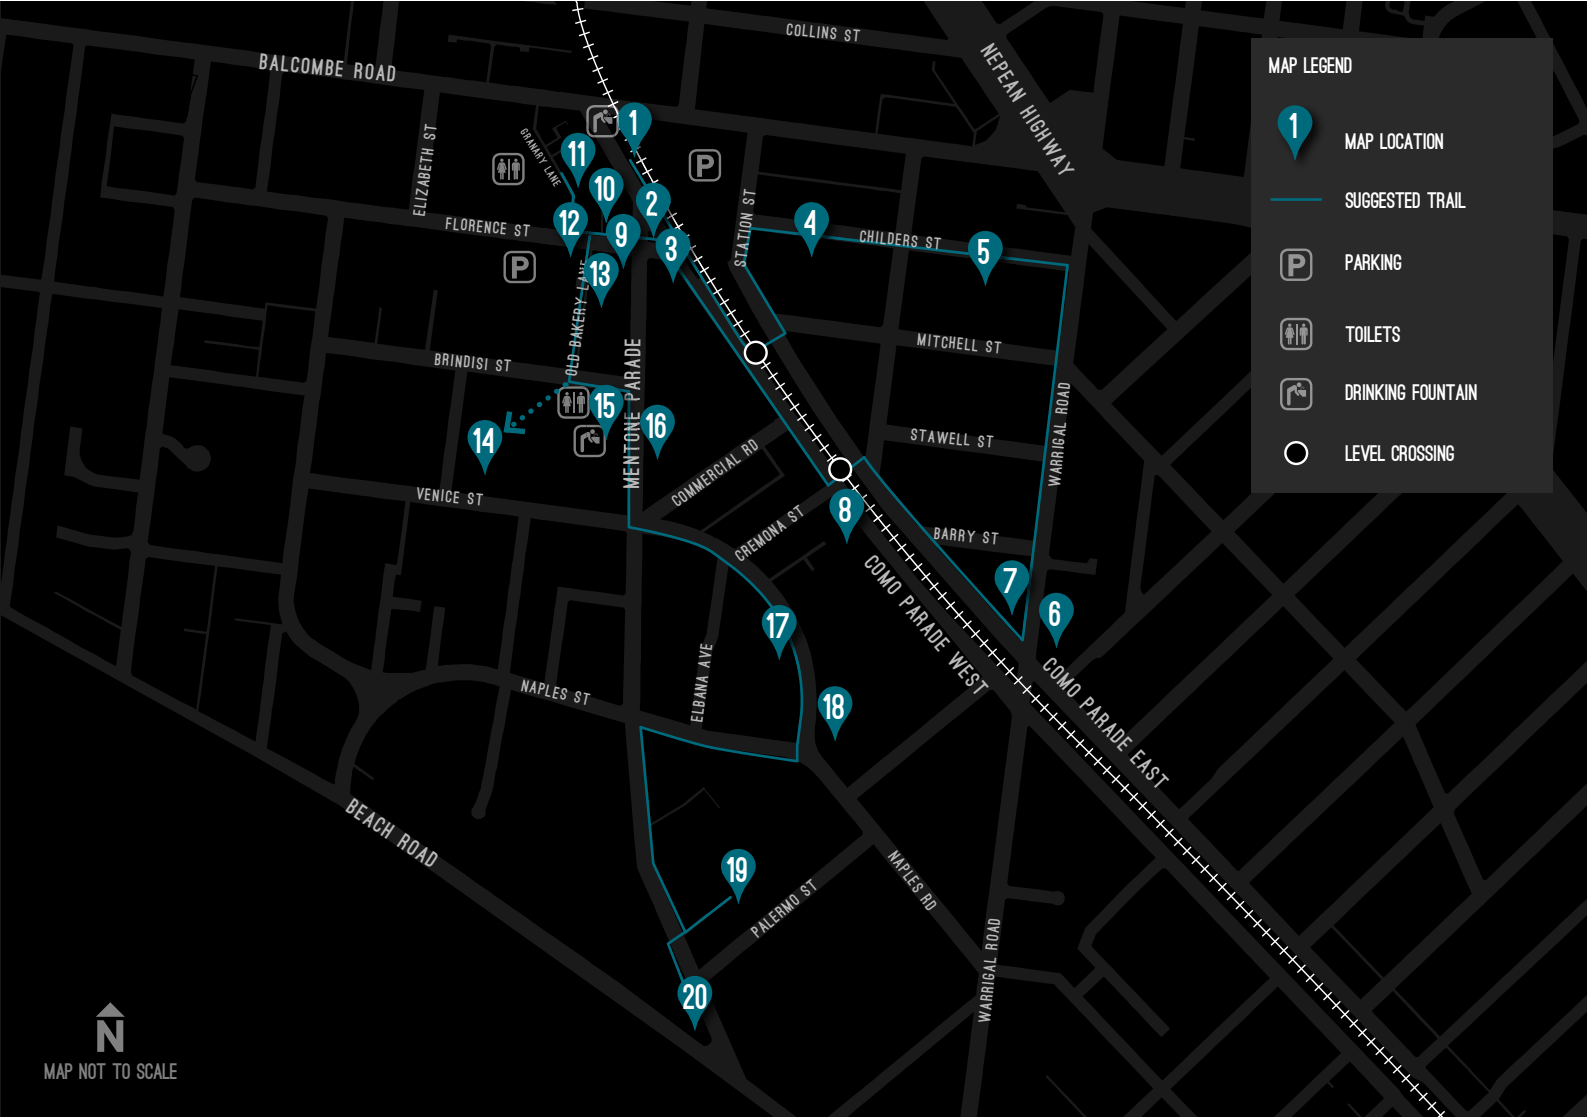 COLLINS ST
BALCOMBE ROAD
NEPEAN HIGHWAY
MAP LEGEND
1
MAP LOCATION
SUGGESTED TRAIL
P
PARKING
TOILETS
DRINKING FOUNTAIN
LEVEL CROSSING
1
GRANARY LANE
11
P
ELIZABETH ST
10
2
STATION ST
FLORENCE ST
12
9
3
4
CHILDERS ST
5
P
13
OLD BAKERY LANE
MITCHELL ST
BRINDISI ST
MENTONE PARADE
15
16
14
WARRIGAL ROAD
STAWELL ST
COMMERCIAL RD
VENICE ST
8
CREMONA ST
BARRY ST
COMO PARADE WEST
7
6
17
ELBANA AVE
NAPLES ST
18
COMO PARADE EAST
BEACH ROAD
19
PALERMO ST
NAPLES RD
WARRIGAL ROAD
20
N
MAP NOT TO SCALE